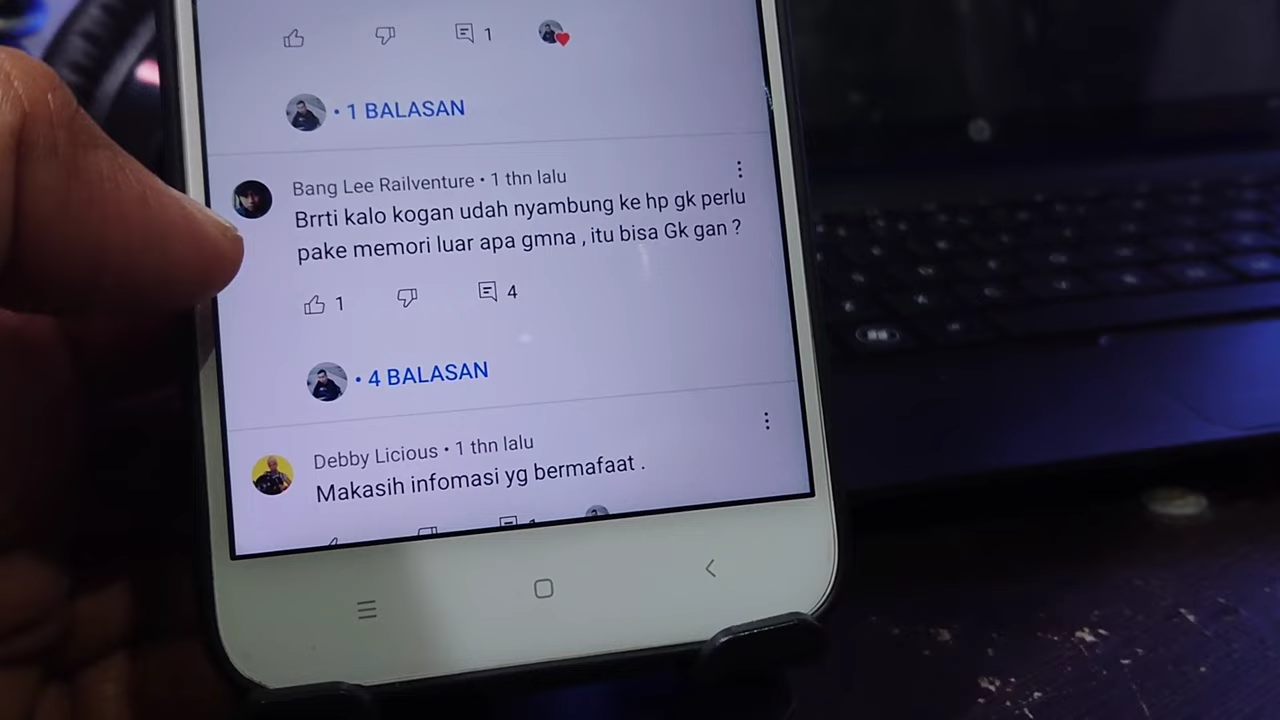 1
• 1 BALASAN
Bang Lee Railventure • 1 thn lalu
Brrti kalo kogan udah nyambung ke hp gk perlu
pake memori luar apa gmna , itu bisa Gk gan ?
1 4
• 4 BALASAN
Debby Licious • 1 thn lalu
Makasih infomasi yg bermafaat .